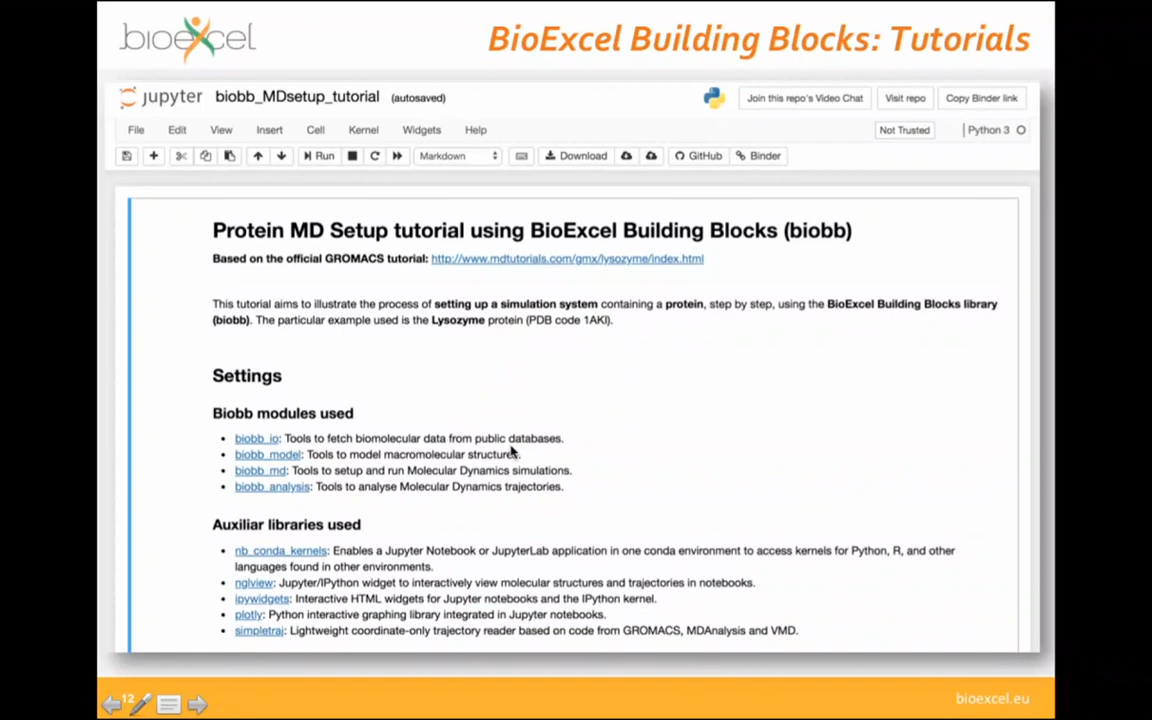 bioexcel
BioExcel Building Blocks: Tutorials
jupyter biobb_MDsetup_tutorial (autosaved)
Join this repo's Video Chat Visit repo Copy Binder link
File Edit View Insert Cell Kernel Widgets Help
Not Trusted Python 3
Run Markdown Download GitHub Binder
Protein MD Setup tutorial using BioExcel Building Blocks (biobb)
Based on the official GROMACS tutorial: http://www.mdtutorials.com/gmx/lysozyme/index.html
This tutorial aims to illustrate the process of setting up a simulation system containing a protein, step by step, using the BioExcel Building Blocks library
(biobb). The particular example used is the Lysozyme protein (PDB code 1AKI).
Settings
Biobb modules used
• biobb_io: Tools to fetch biomolecular data from public databases.
• biobb_model: Tools to model macromolecular structures.
• biobb_md: Tools to setup and run Molecular Dynamics simulations.
• biobb_analysis: Tools to analyse Molecular Dynamics trajectories.
Auxiliar libraries used
• nb_conda_kernels: Enables a Jupyter Notebook or JupyterLab application in one conda environment to access kernels for Python, R, and other
languages found in other environments.
• nglview: Jupyter/IPython widget to interactively view molecular structures and trajectories in notebooks.
• ipywidgets: Interactive HTML widgets for Jupyter notebooks and the IPython kernel.
• plotly: Python interactive graphing library integrated in Jupyter notebooks.
• simpletraj: Lightweight coordinate-only trajectory reader based on code from GROMACS, MDAnalysis and VMD.
12
bioexcel.eu